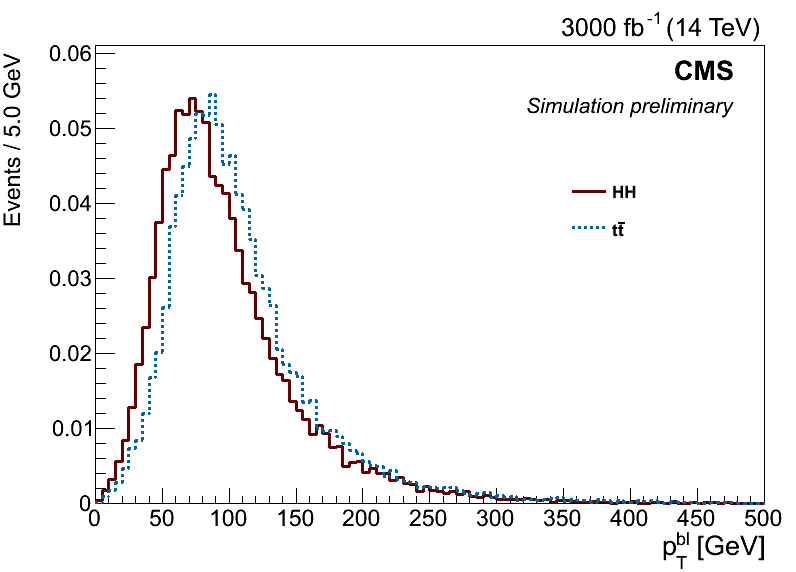 3000 fb⁻¹ (14 TeV)
CMS
Simulation preliminary
HH
tt̄
Events / 5.0 GeV
0.06
0.05
0.04
0.03
0.02
0.01
0
0 50 100 150 200 250 300 350 400 450 500
p_T^bl [GeV]